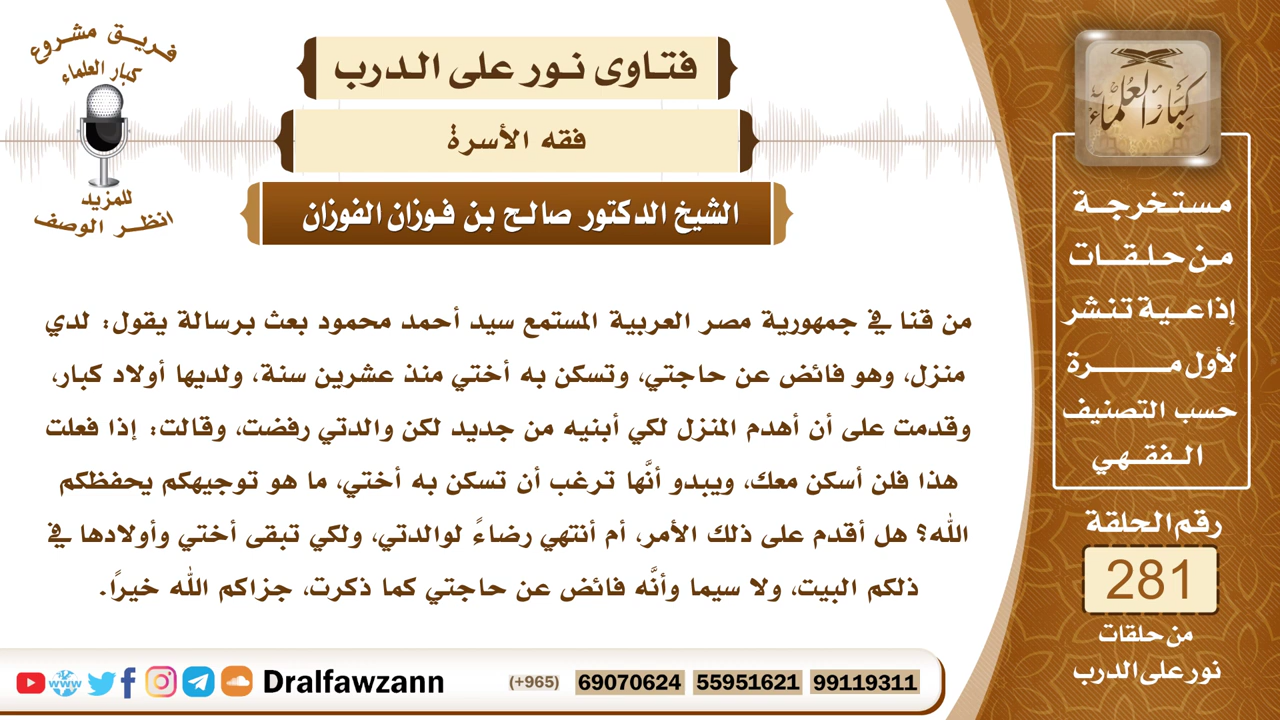 فريق مشروع
كبار العلماء
للمزيد
انظر الوصف
فتاوى نور على الدرب
فقه الأسرة
الشيخ الدكتور صالح بن فوزان الفوزان
كبار العلماء
مستخرجة
من حلقات
إذاعية تنشر
لأول مرة
حسب التصنيف
الفقهي
رقم الحلقة
281
من حلقات
نور على الدرب
من قنا في جمهورية مصر العربية المستمع سيد أحمد محمود بعث برسالة يقول: لدي
منزل، وهو فائض عن حاجتي، وتسكن به أختي منذ عشرين سنة، ولديها أولاد كبار،
وقدمت على أن أهدم المنزل لكي أبنيه من جديد لكن والدتي رفضت، وقالت: إذا فعلت
هذا فلن أسكن معك، ويبدو أنَّها ترغب أن تسكن به أختي، ما هو توجيهكم يحفظكم
الله؟ هل أقدم على ذلك الأمر، أم أنتهي رضاءً لوالدتي، ولكي تبقى أختي وأولادها في
ذلكم البيت، ولا سيما وأنَّه فائض عن حاجتي كما ذكرت، جزاكم الله خيرًا.
www
Dralfawzann (+965) 69070624 55951621 99119311